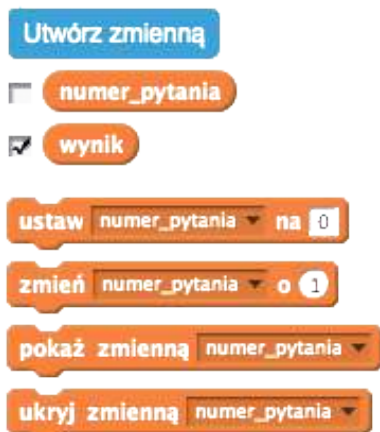 Utwórz zmienną
numer_pytania
wynik
ustaw numer_pytania na 0
zmień numer_pytania o 1
pokaż zmienną numer_pytania
ukryj zmienną numer_pytania